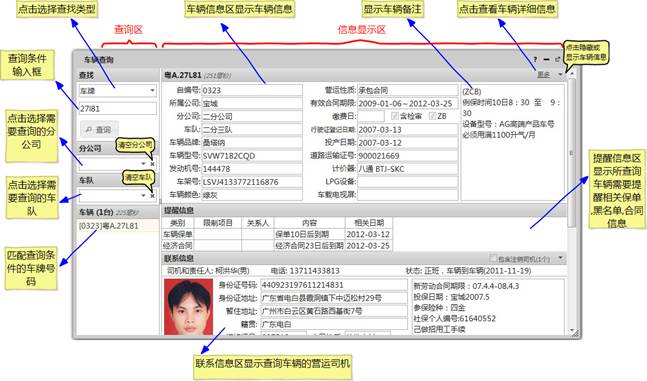 点击选择查找类型
查询区
车辆信息区显示车辆信息
信息显示区
显示车辆备注
点击查看车辆详细信息
查询条件
输入框
点击选择需
要查询的分
公司
点击选择需
要查询的车
队
匹配查询条
件的车牌号
码
车辆查询
查找
车牌
27l81
查询
分公司
清空分公司
车队
清空车队
车辆 (1台) 225毫秒
[0323]粤A.27L81
粤A.27L81 (251毫秒)
更多
点击隐藏或
显示车辆信息
自编号: 0323
营运性质: 承包合同
所属公司: 宝城
有效合同期限: 2009-01-06~2012-03-25
分公司: 二分公司
缴费日: 含检审 ZB
车队: 二分三队
行驶证登记日期: 2007-03-13
车辆品牌: 桑塔纳
投产日期: 2007-03-12
车辆型号: SVW7182CQD
道路运输证号: 900021669
发动机号: 144478
计价器: 八通 BTJ-SKC
车架号: LSVJ4133772116876
LPG设备:
车辆颜色: 绿灰
车载电视屏:
(ZCB)
例保时间10日8:30 至 9:
30
设备型号:AG高端产品车号
必须用满1100升气/月
提醒信息
类别 限制项目 关系人 内容 相关日期
车辆保单 保单10日后到期 2012-03-12
经济合同 经济合同23日后到期 2012-03-25
提醒信息区
显示所查询
车辆需要提
醒相关保单
,黑名单,合同
信息
联系信息
包含注销司机(1个)
司机和责任人: 柯洪华(男) 电话: 13711433813 状态: 正班，车辆到车辆(2011-11-19)
身份证号码: 440923197611214831
身份证地址: 广东省电白县霞洞镇下中迈松村29号
暂住地址: 广州市白云区黄石路西基街7号
籍贯: 广东电白
新劳动合同期限：07.4.4-08.4.3
投保日期：宝城2007.5
参保险种：四金
社保个人编号:61640552
己做招用工手续
联系信息区显示查询车辆的营运司机